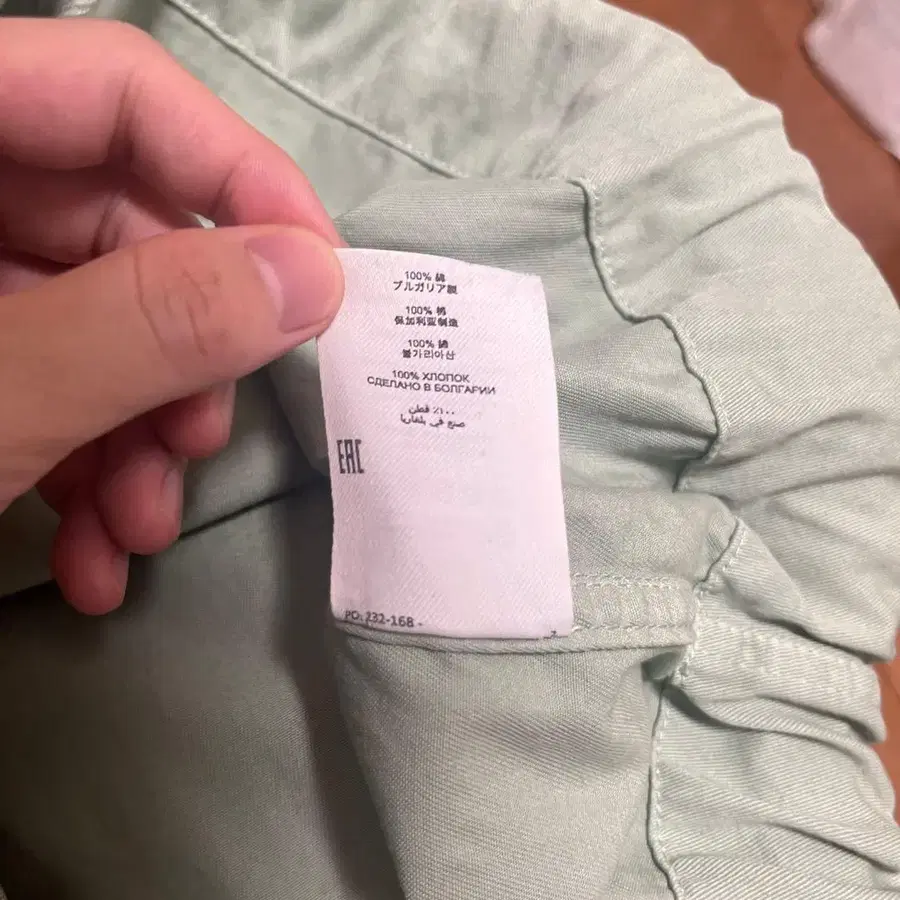 100% 綿
ブルガリア製
100% 棉
保加利亚制造
100% 綿
불가리아산
100% ХЛОПОК
СДЕЛАНО В БОЛГАРИИ
٪١٠٠ قطن
صنع في بلغاريا
EAC
PO: 232-168 -